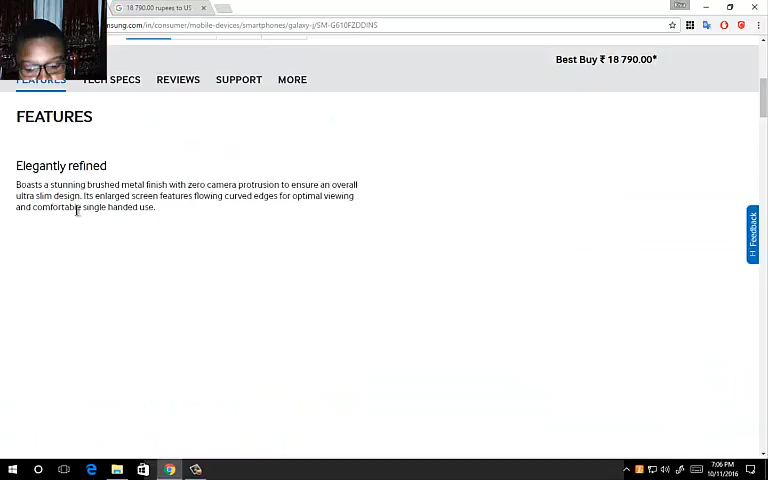 18 790.00 rupees to US
Elna
msung.com/in/consumer/mobile-devices/smartphones/galaxy-j/SM-G610FZDDINS
Best Buy ₹ 18 790.00*
FEATURES TECH SPECS REVIEWS SUPPORT MORE
FEATURES
Elegantly refined
Boasts a stunning brushed metal finish with zero camera protrusion to ensure an overall
ultra slim design. Its enlarged screen features flowing curved edges for optimal viewing
and comfortable single handed use.
Feedback
7:06 PM
10/11/2016